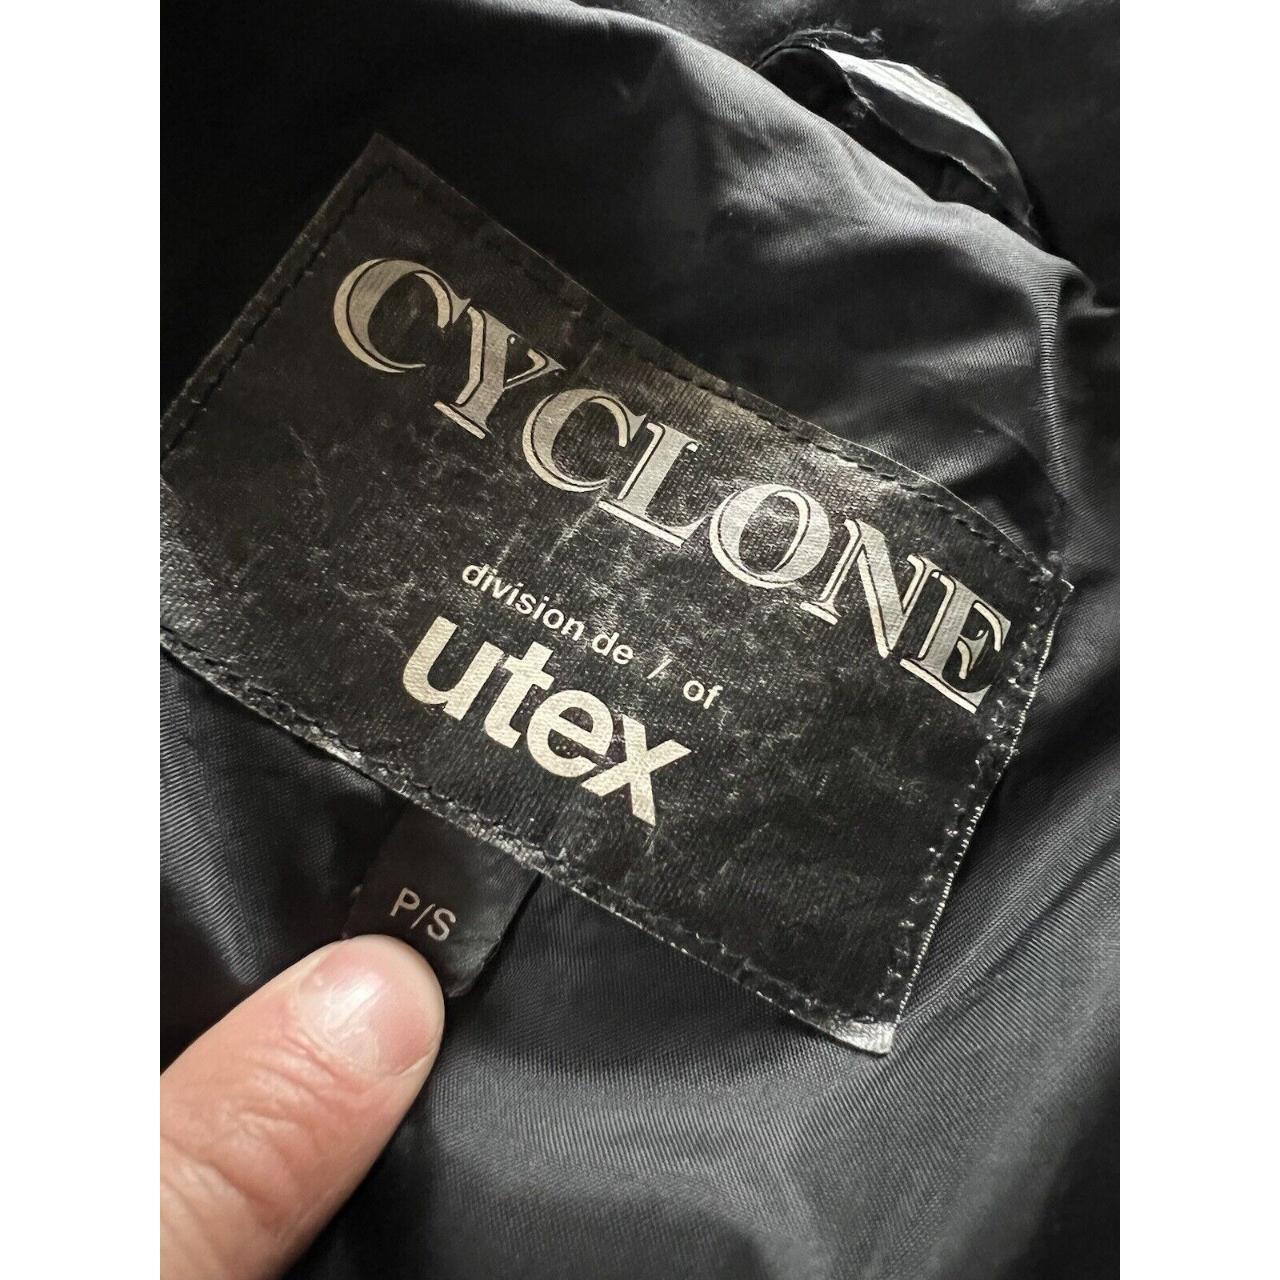 CYCLONE
division de / of
utex
P/S